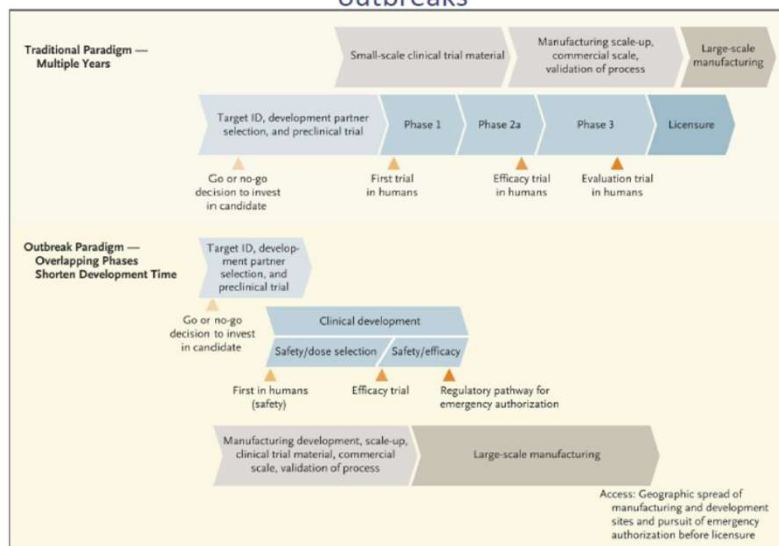 outbreaks
Traditional Paradigm —
Multiple Years
Small-scale clinical trial material
Manufacturing scale-up,
commercial scale,
validation of process
Large-scale
manufacturing
Target ID, development partner
selection, and preclinical trial
Phase 1
Phase 2a
Phase 3
Licensure
Go or no-go
decision to invest
in candidate
First trial
in humans
Efficacy trial
in humans
Evaluation trial
in humans
Outbreak Paradigm —
Overlapping Phases
Shorten Development Time
Target ID, develop-
ment partner
selection, and
preclinical trial
Go or no-go
decision to invest
in candidate
Clinical development
Safety/dose selection
Safety/efficacy
First in humans
(safety)
Efficacy trial
Regulatory pathway for
emergency authorization
Manufacturing development, scale-up,
clinical trial material, commercial
scale, validation of process
Large-scale manufacturing
Access: Geographic spread of
manufacturing and development
sites and pursuit of emergency
authorization before licensure